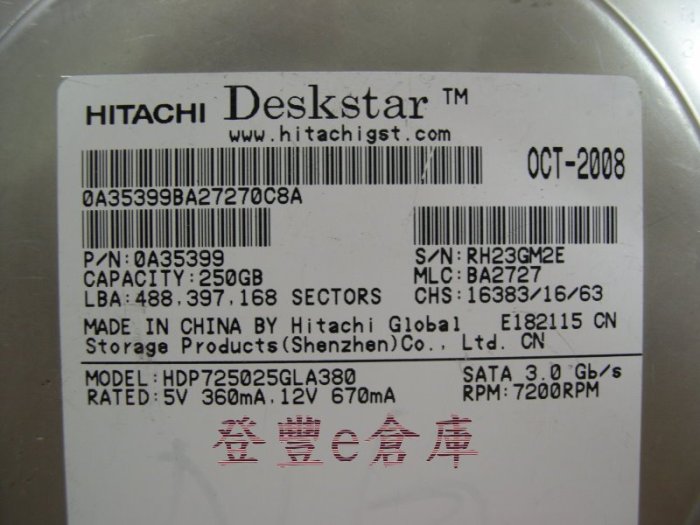 HITACHI Deskstar™
www.hitachigst.com
OCT-2008
0A35399BA27270C8A
P/N:0A35399 S/N:RH23GM2E
CAPACITY:250GB MLC:BA2727
LBA:488,397,168 SECTORS CHS:16383/16/63
MADE IN CHINA BY Hitachi Global E182115 CN
Storage Products(Shenzhen)Co., Ltd. CN
MODEL:HDP725025GLA380 SATA 3.0 Gb/s
RATED:5V 360mA,12V 670mA RPM:7200RPM
登豐e倉庫